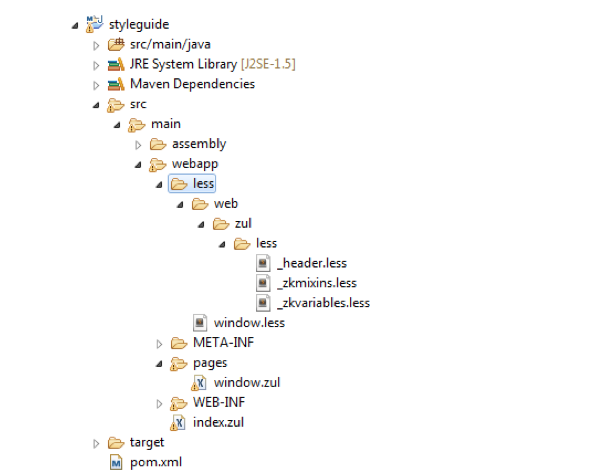 styleguide
src/main/java
JRE System Library [J2SE-1.5]
Maven Dependencies
src
main
assembly
webapp
less
web
zul
less
_header.less
_zkmixins.less
_zkvariables.less
window.less
META-INF
pages
window.zul
WEB-INF
index.zul
target
pom.xml